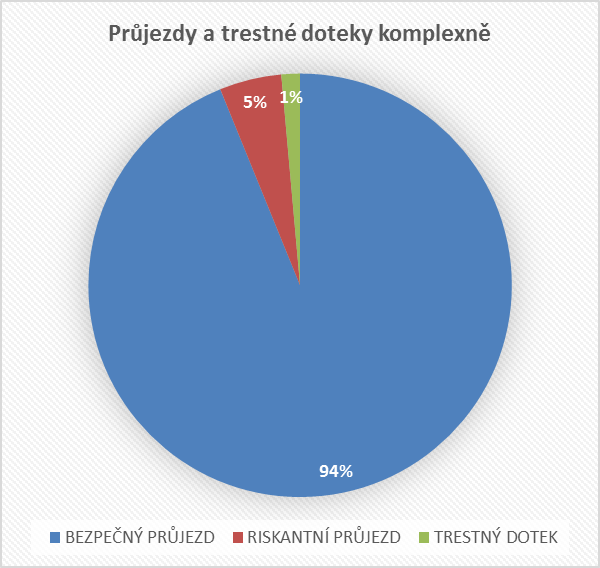 Průjezdy a trestné doteky komplexně
5% 1%
94%
BEZPEČNÝ PRŮJEZD RISKANTNÍ PRŮJEZD TRESTNÝ DOTEK